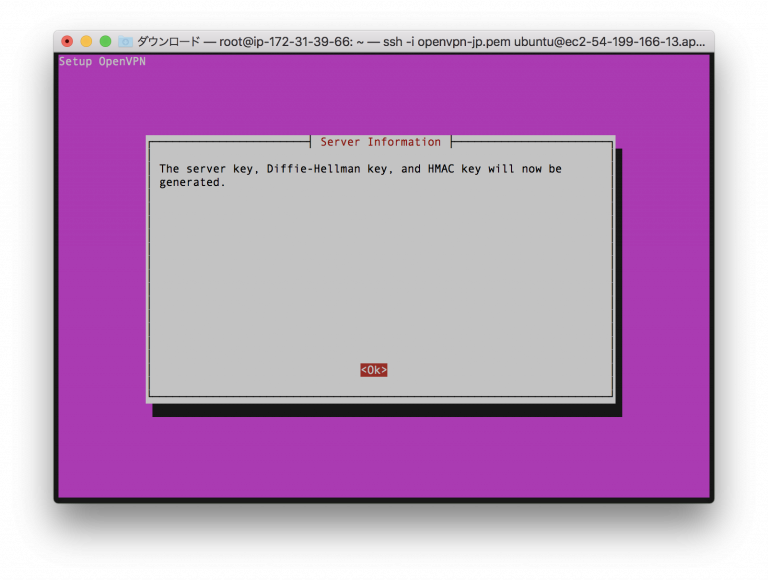 ダウンロード — root@ip-172-31-39-66: ~ — ssh -i openvpn-jp.pem ubuntu@ec2-54-199-166-13.ap...
Setup OpenVPN
Server Information
The server key, Diffie-Hellman key, and HMAC key will now be
generated.
<Ok>